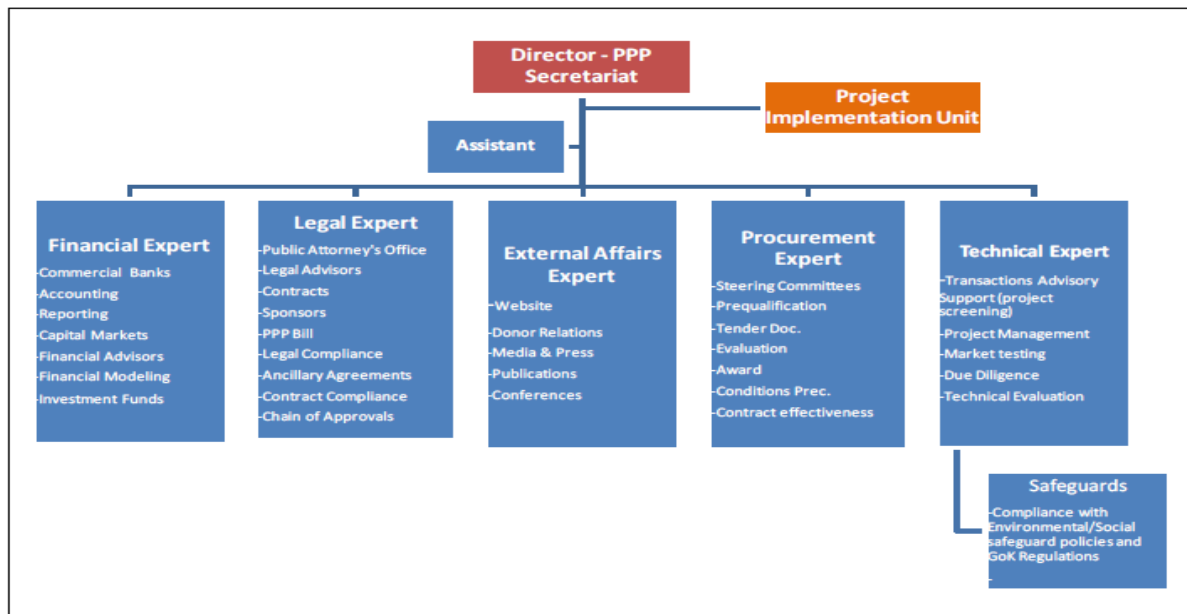 Director - PPP
Secretariat
Project
Implementation Unit
Assistant
Financial Expert
-Commercial Banks
-Accounting
-Reporting
-Capital Markets
-Financial Advisors
-Financial Modeling
-Investment Funds
Legal Expert
-Public Attorney's Office
-Legal Advisors
-Contracts
-Sponsors
-PPP Bill
-Legal Compliance
-Ancillary Agreements
-Contract Compliance
-Chain of Approvals
External Affairs
Expert
-Website
-Donor Relations
-Media & Press
-Publications
-Conferences
Procurement
Expert
-Steering Committees
-Prequalification
-Tender Doc.
-Evaluation
-Award
-Conditions Prec.
-Contract effectiveness
Technical Expert
-Transactions Advisory
Support (project
screening)
-Project Management
-Market testing
-Due Diligence
-Technical Evaluation
Safeguards
-Compliance with
Environmental/Social
safeguard policies and
GoK Regulations
-